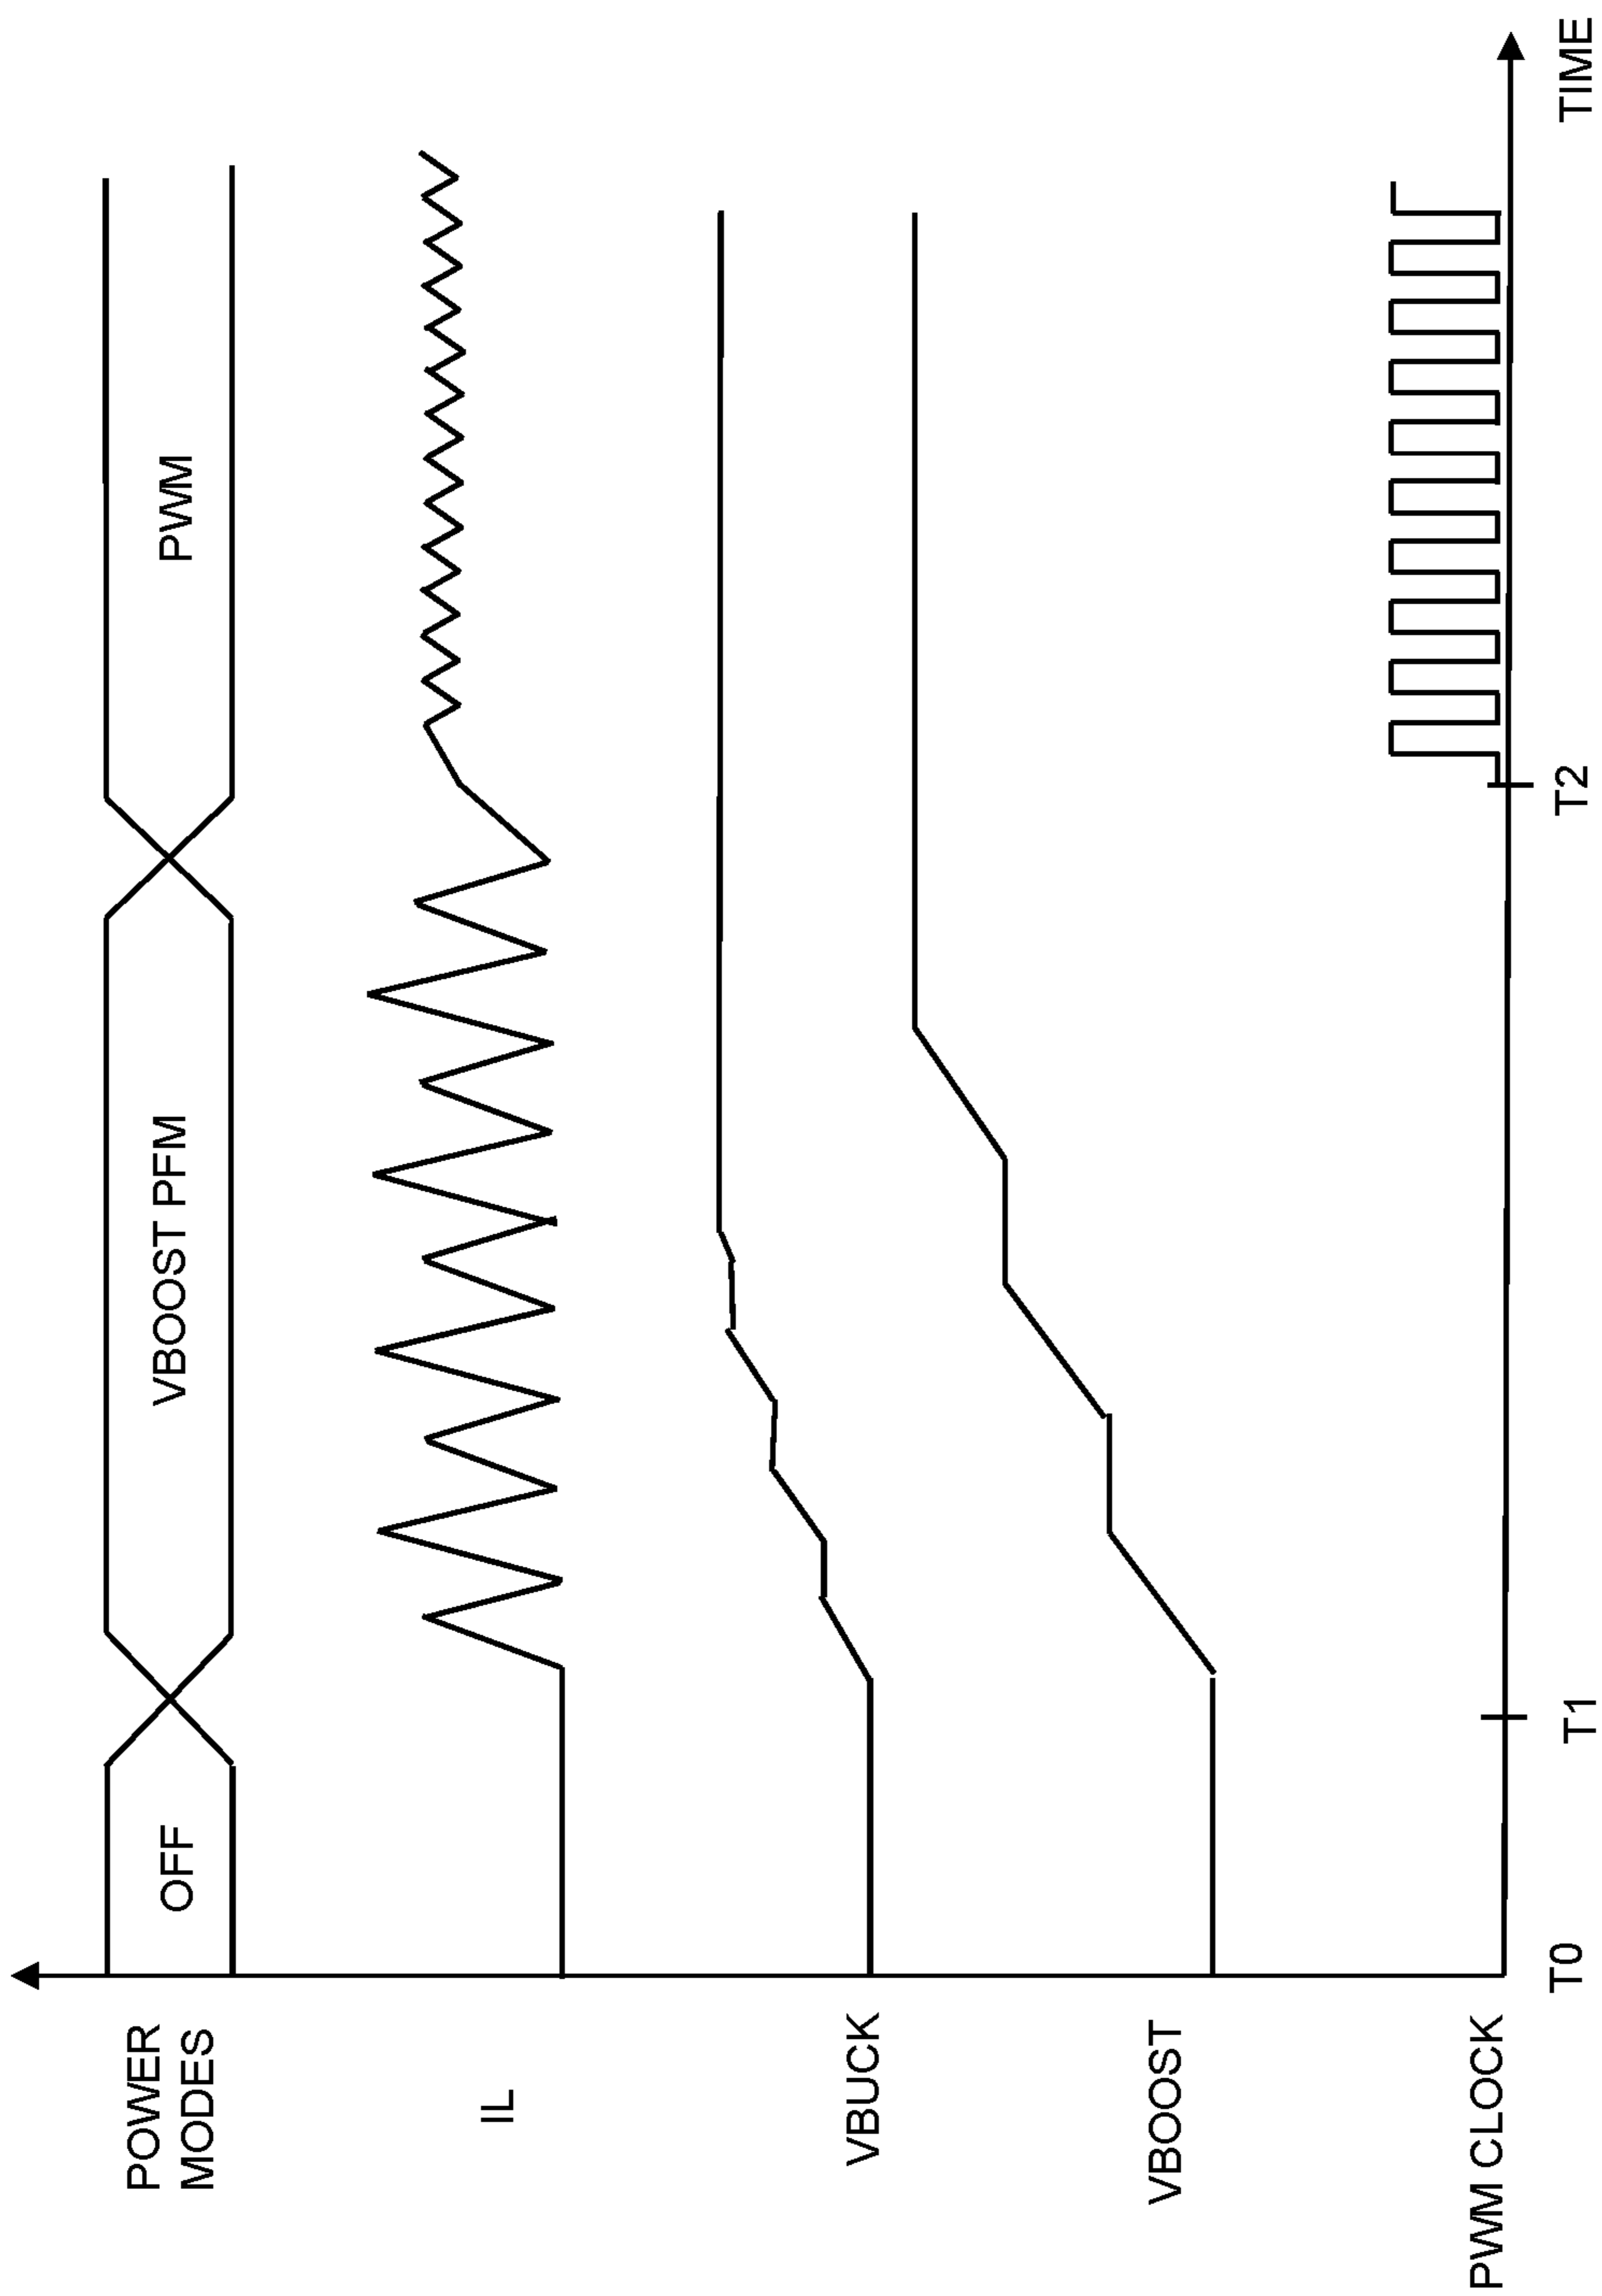 POWER
MODES
OFF
VBOOST PFM
PWM
IL
VBUCK
VBOOST
PWM CLOCK
T0
T1
T2
TIME